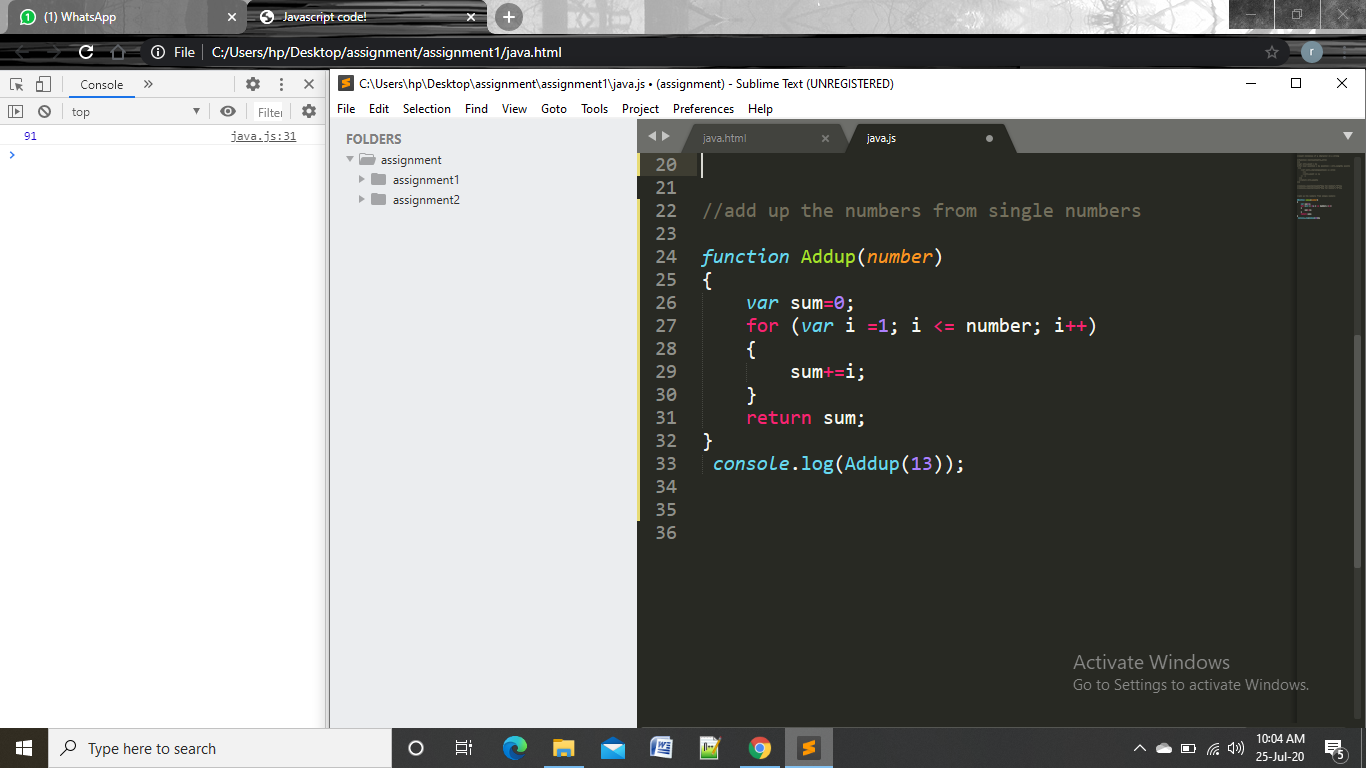 (1) WhatsApp
Javascript code!
File C:/Users/hp/Desktop/assignment/assignment1/java.html
r
Console
top
Filter
91 java.js:31
C:\Users\hp\Desktop\assignment\assignment1\java.js • (assignment) - Sublime Text (UNREGISTERED)
File Edit Selection Find View Goto Tools Project Preferences Help
FOLDERS
assignment
assignment1
assignment2
java.html
java.js
20
21
22 //add up the numbers from single numbers
23
24 function Addup(number)
25 {
26 var sum=0;
27 for (var i =1; i <= number; i++)
28 {
29 sum+=i;
30 }
31 return sum;
32 }
33 console.log(Addup(13));
34
35
36
Activate Windows
Go to Settings to activate Windows.
Type here to search
10:04 AM
25-Jul-20
5